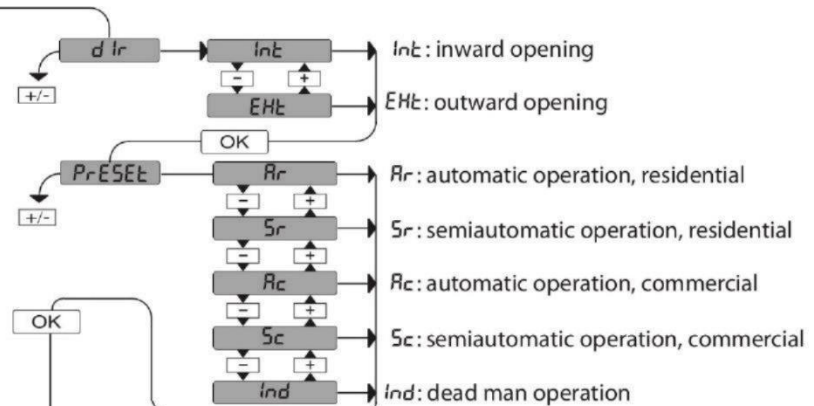 dIr Int Int: inward opening
- +
+/- EHt EHt: outward opening
OK
PrESEt Ar Ar: automatic operation, residential
- +
+/- Sr Sr: semiautomatic operation, residential
- +
Ac Ac: automatic operation, commercial
- +
OK Sc Sc: semiautomatic operation, commercial
- +
Ind Ind: dead man operation